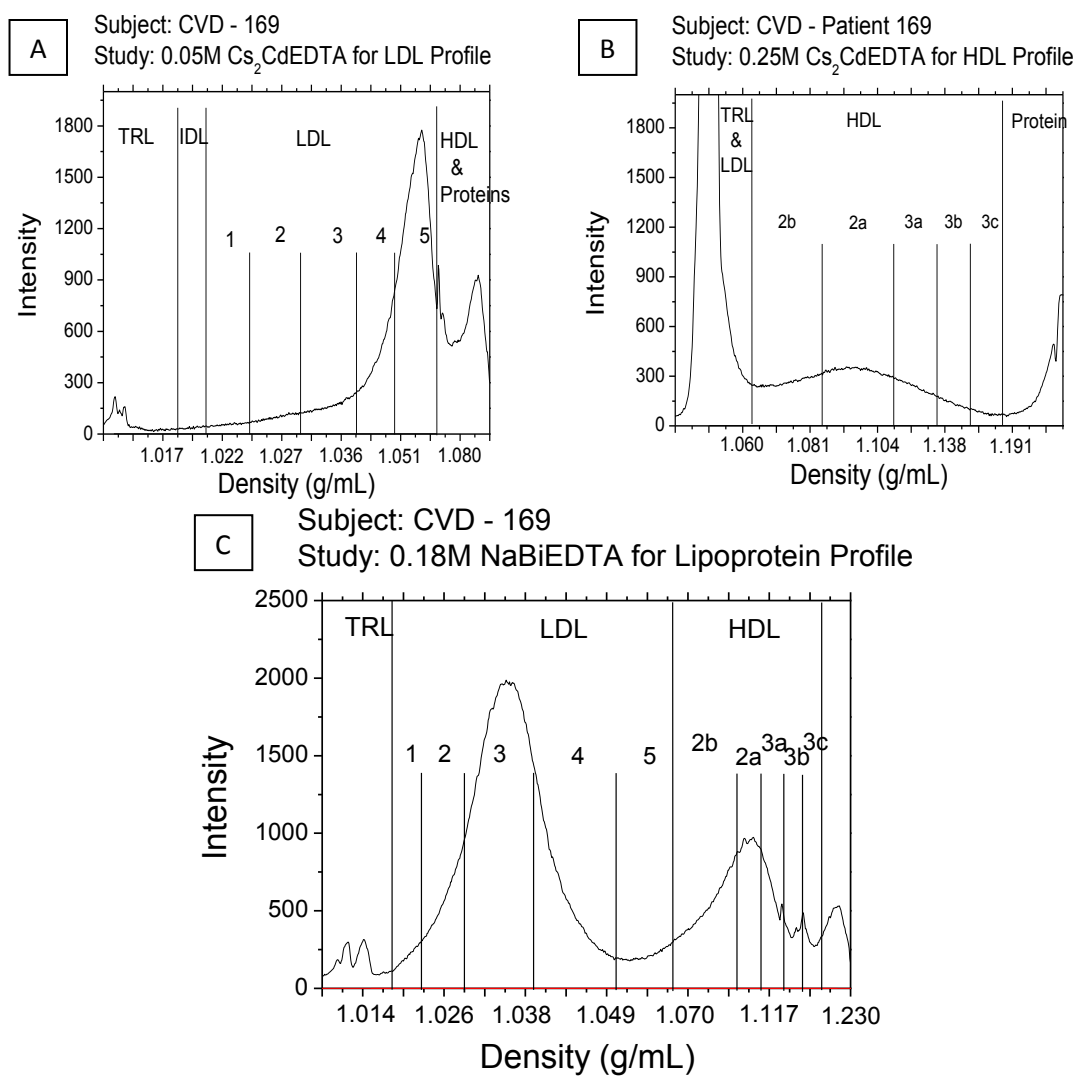 A
Subject: CVD - 169
Study: 0.05M Cs2CdEDTA for LDL Profile
TRL IDL LDL HDL & Proteins
1 2 3 4 5
Intensity
1800
1500
1200
900
600
300
0
1.017 1.022 1.027 1.036 1.051 1.080
Density (g/mL)
B
Subject: CVD - Patient 169
Study: 0.25M Cs2CdEDTA for HDL Profile
TRL & LDL HDL Protein
2b 2a 3a 3b 3c
Intensity
1800
1500
1200
900
600
300
0
1.060 1.081 1.104 1.138 1.191
Density (g/mL)
C
Subject: CVD - 169
Study: 0.18M NaBiEDTA for Lipoprotein Profile
TRL LDL HDL
1 2 3 4 5 2b 2a 3a 3b 3c
Intensity
2500
2000
1500
1000
500
0
1.014 1.026 1.038 1.049 1.070 1.117 1.230
Density (g/mL)